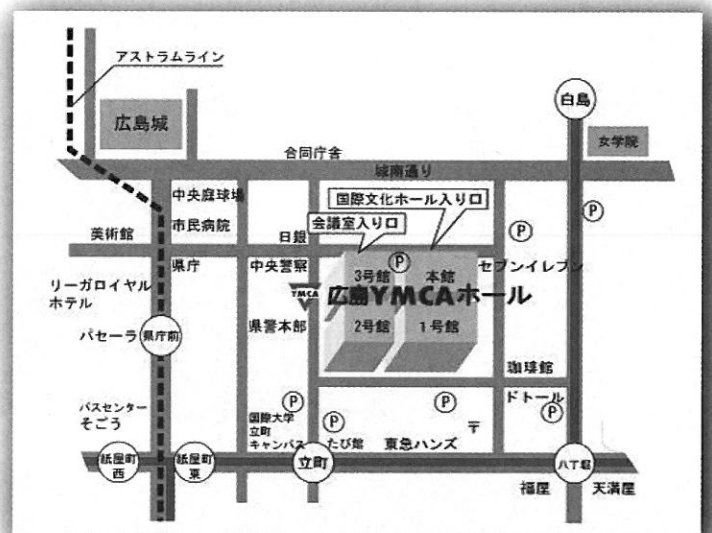 アストラムライン
広島城
白島
女学院
合同庁舎
城南通り
中央庭球場
国際文化ホール入り口
市民病院
会議室入り口
P
P
美術館
日銀
県庁
中央警察
3号館
P
本館
セブンイレブン
リーガロイヤル
ホテル
YMCA
広島YMCAホール
パセーラ
県庁前
県警本部
2号館
1号館
珈琲館
バスセンター
そごう
P
P
P
ドトール
P
国際大学
立町
キャンパス
たび館
東急ハンズ
〒
紙屋町
西
紙屋町
東
立町
八丁堀
福屋
天満屋